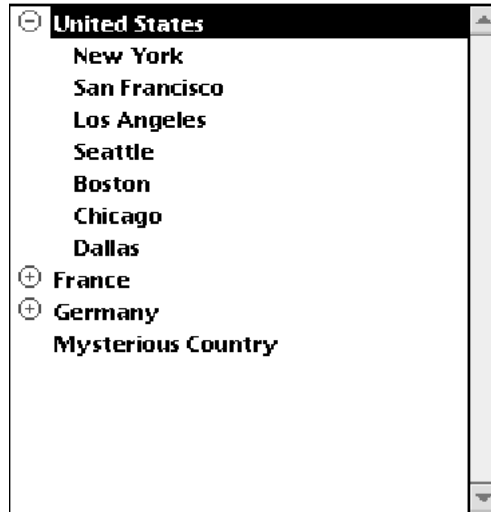 United States
New York
San Francisco
Los Angeles
Seattle
Boston
Chicago
Dallas
France
Germany
Mysterious Country